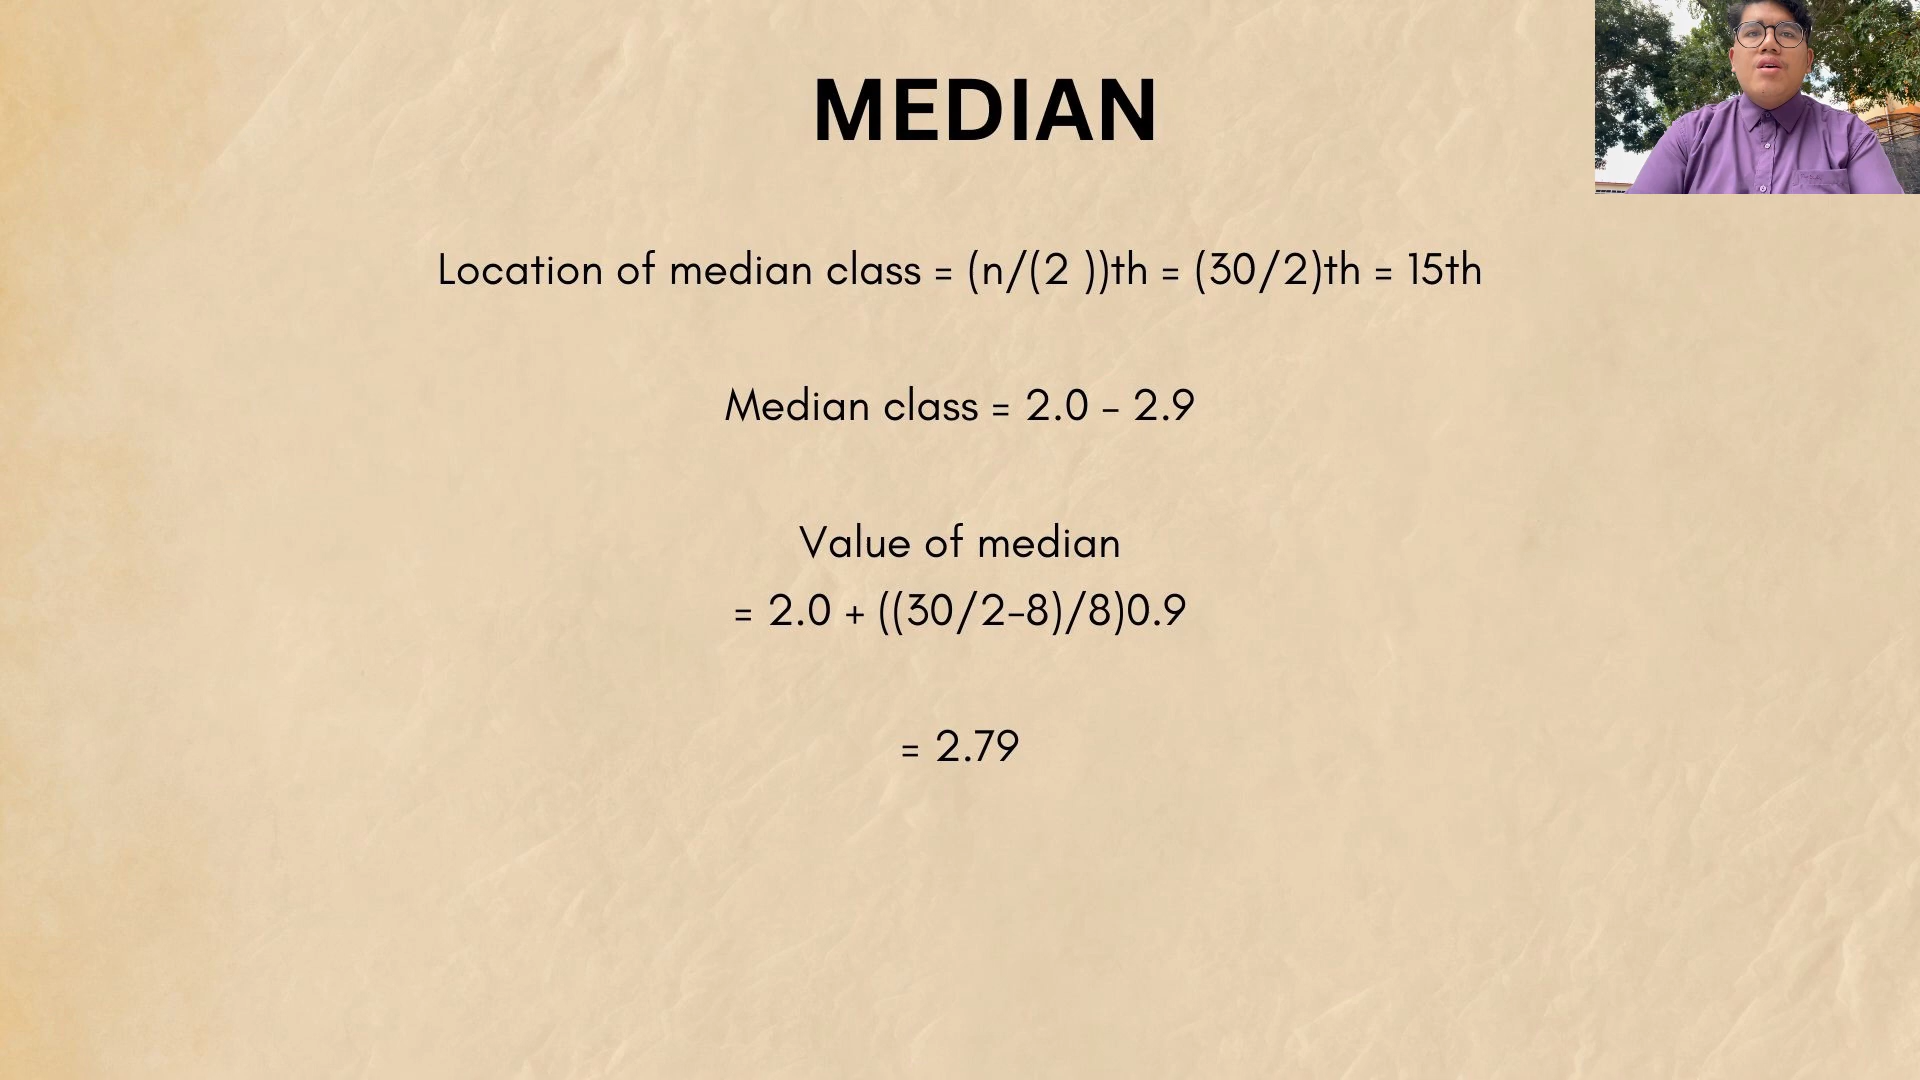 MEDIAN
Location of median class = (n/(2 ))th = (30/2)th = 15th
Median class = 2.0 – 2.9
Value of median
= 2.0 + ((30/2-8)/8)0.9
= 2.79